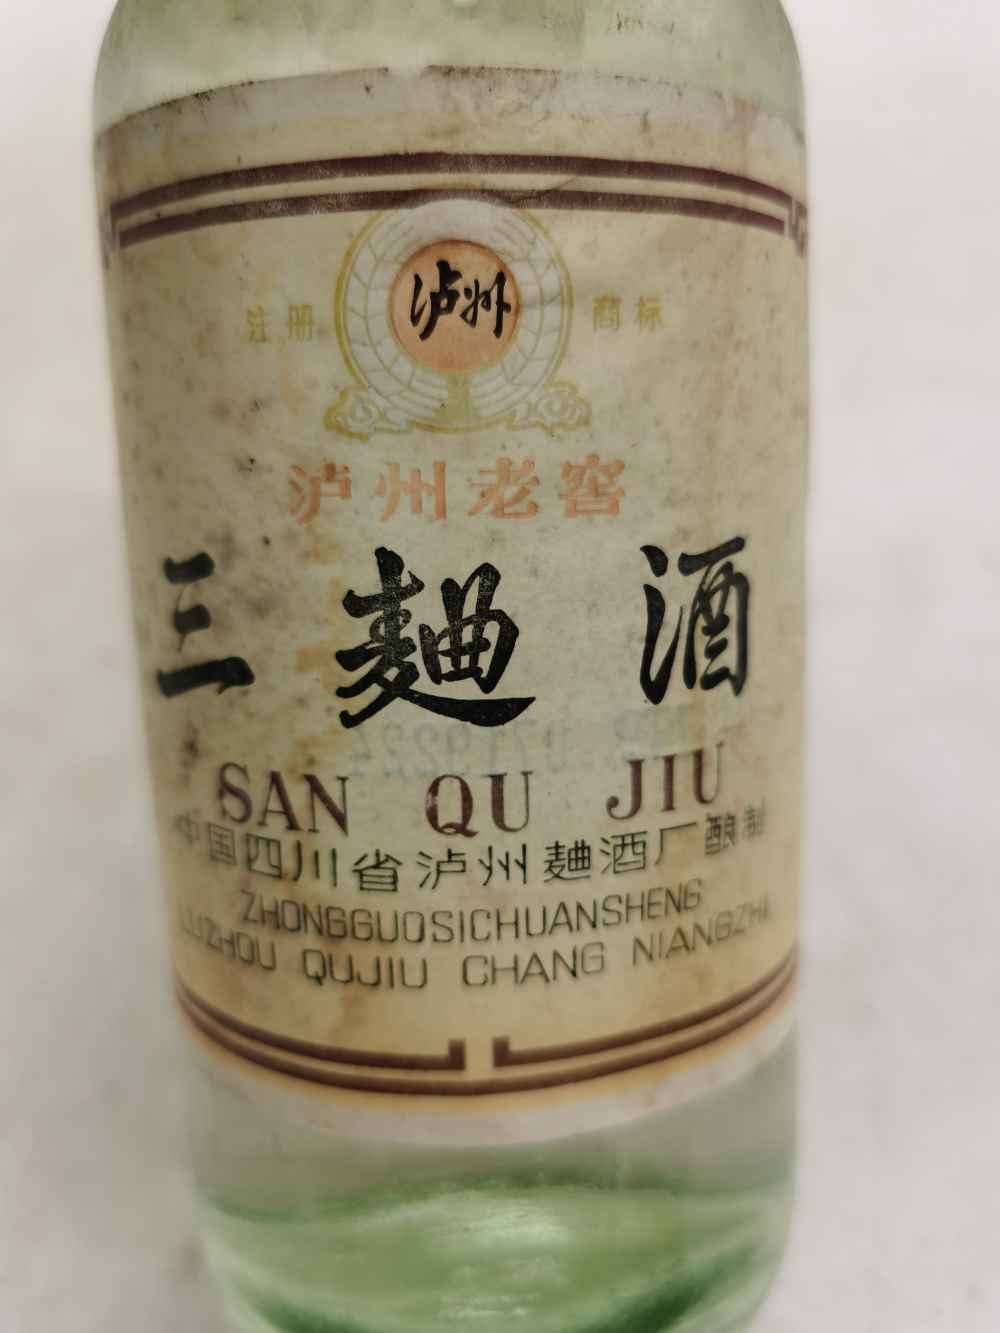 泸州
注册 商标
泸州老窖
三麯酒
SAN QU JIU
中国四川省泸州麯酒厂酿制
ZHONGGUOSICHUANSHENG
LUZHOU QUJIU CHANG NIANGZHI